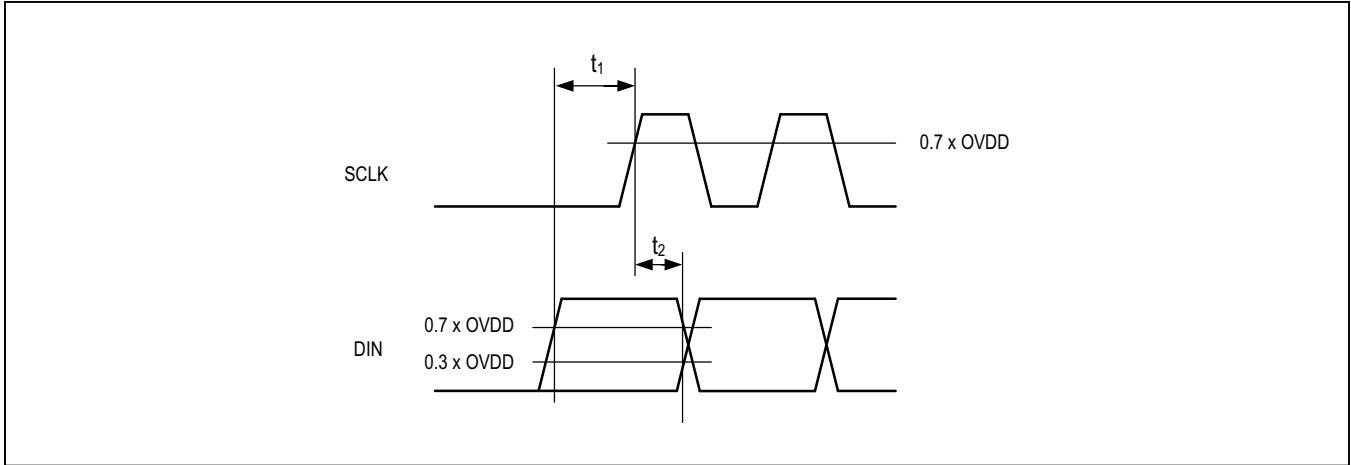 t₁
0.7 x OVDD
SCLK
t₂
0.7 x OVDD
DIN
0.3 x OVDD